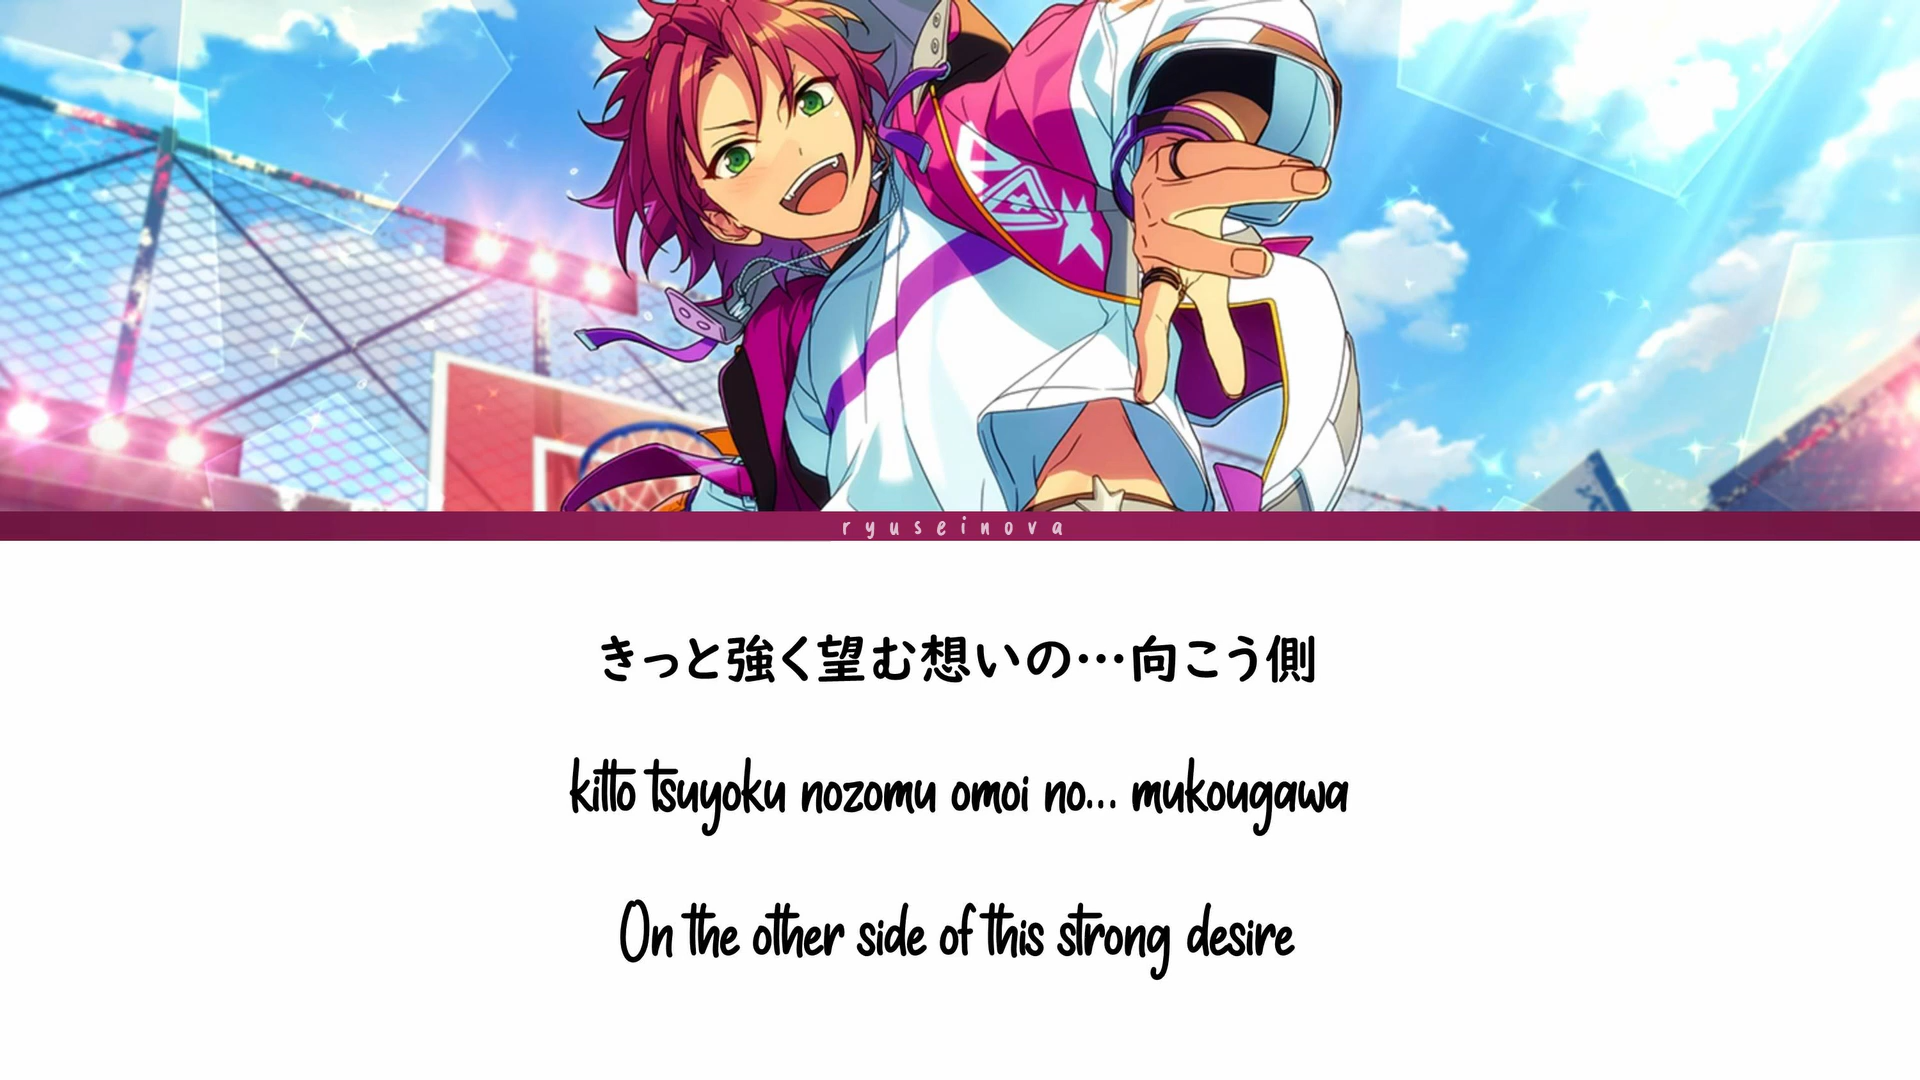 ryuseinova
きっと強く望む想いの…向こう側
kitto tsuyoku nozomu omoi no... mukougawa
On the other side of this strong desire